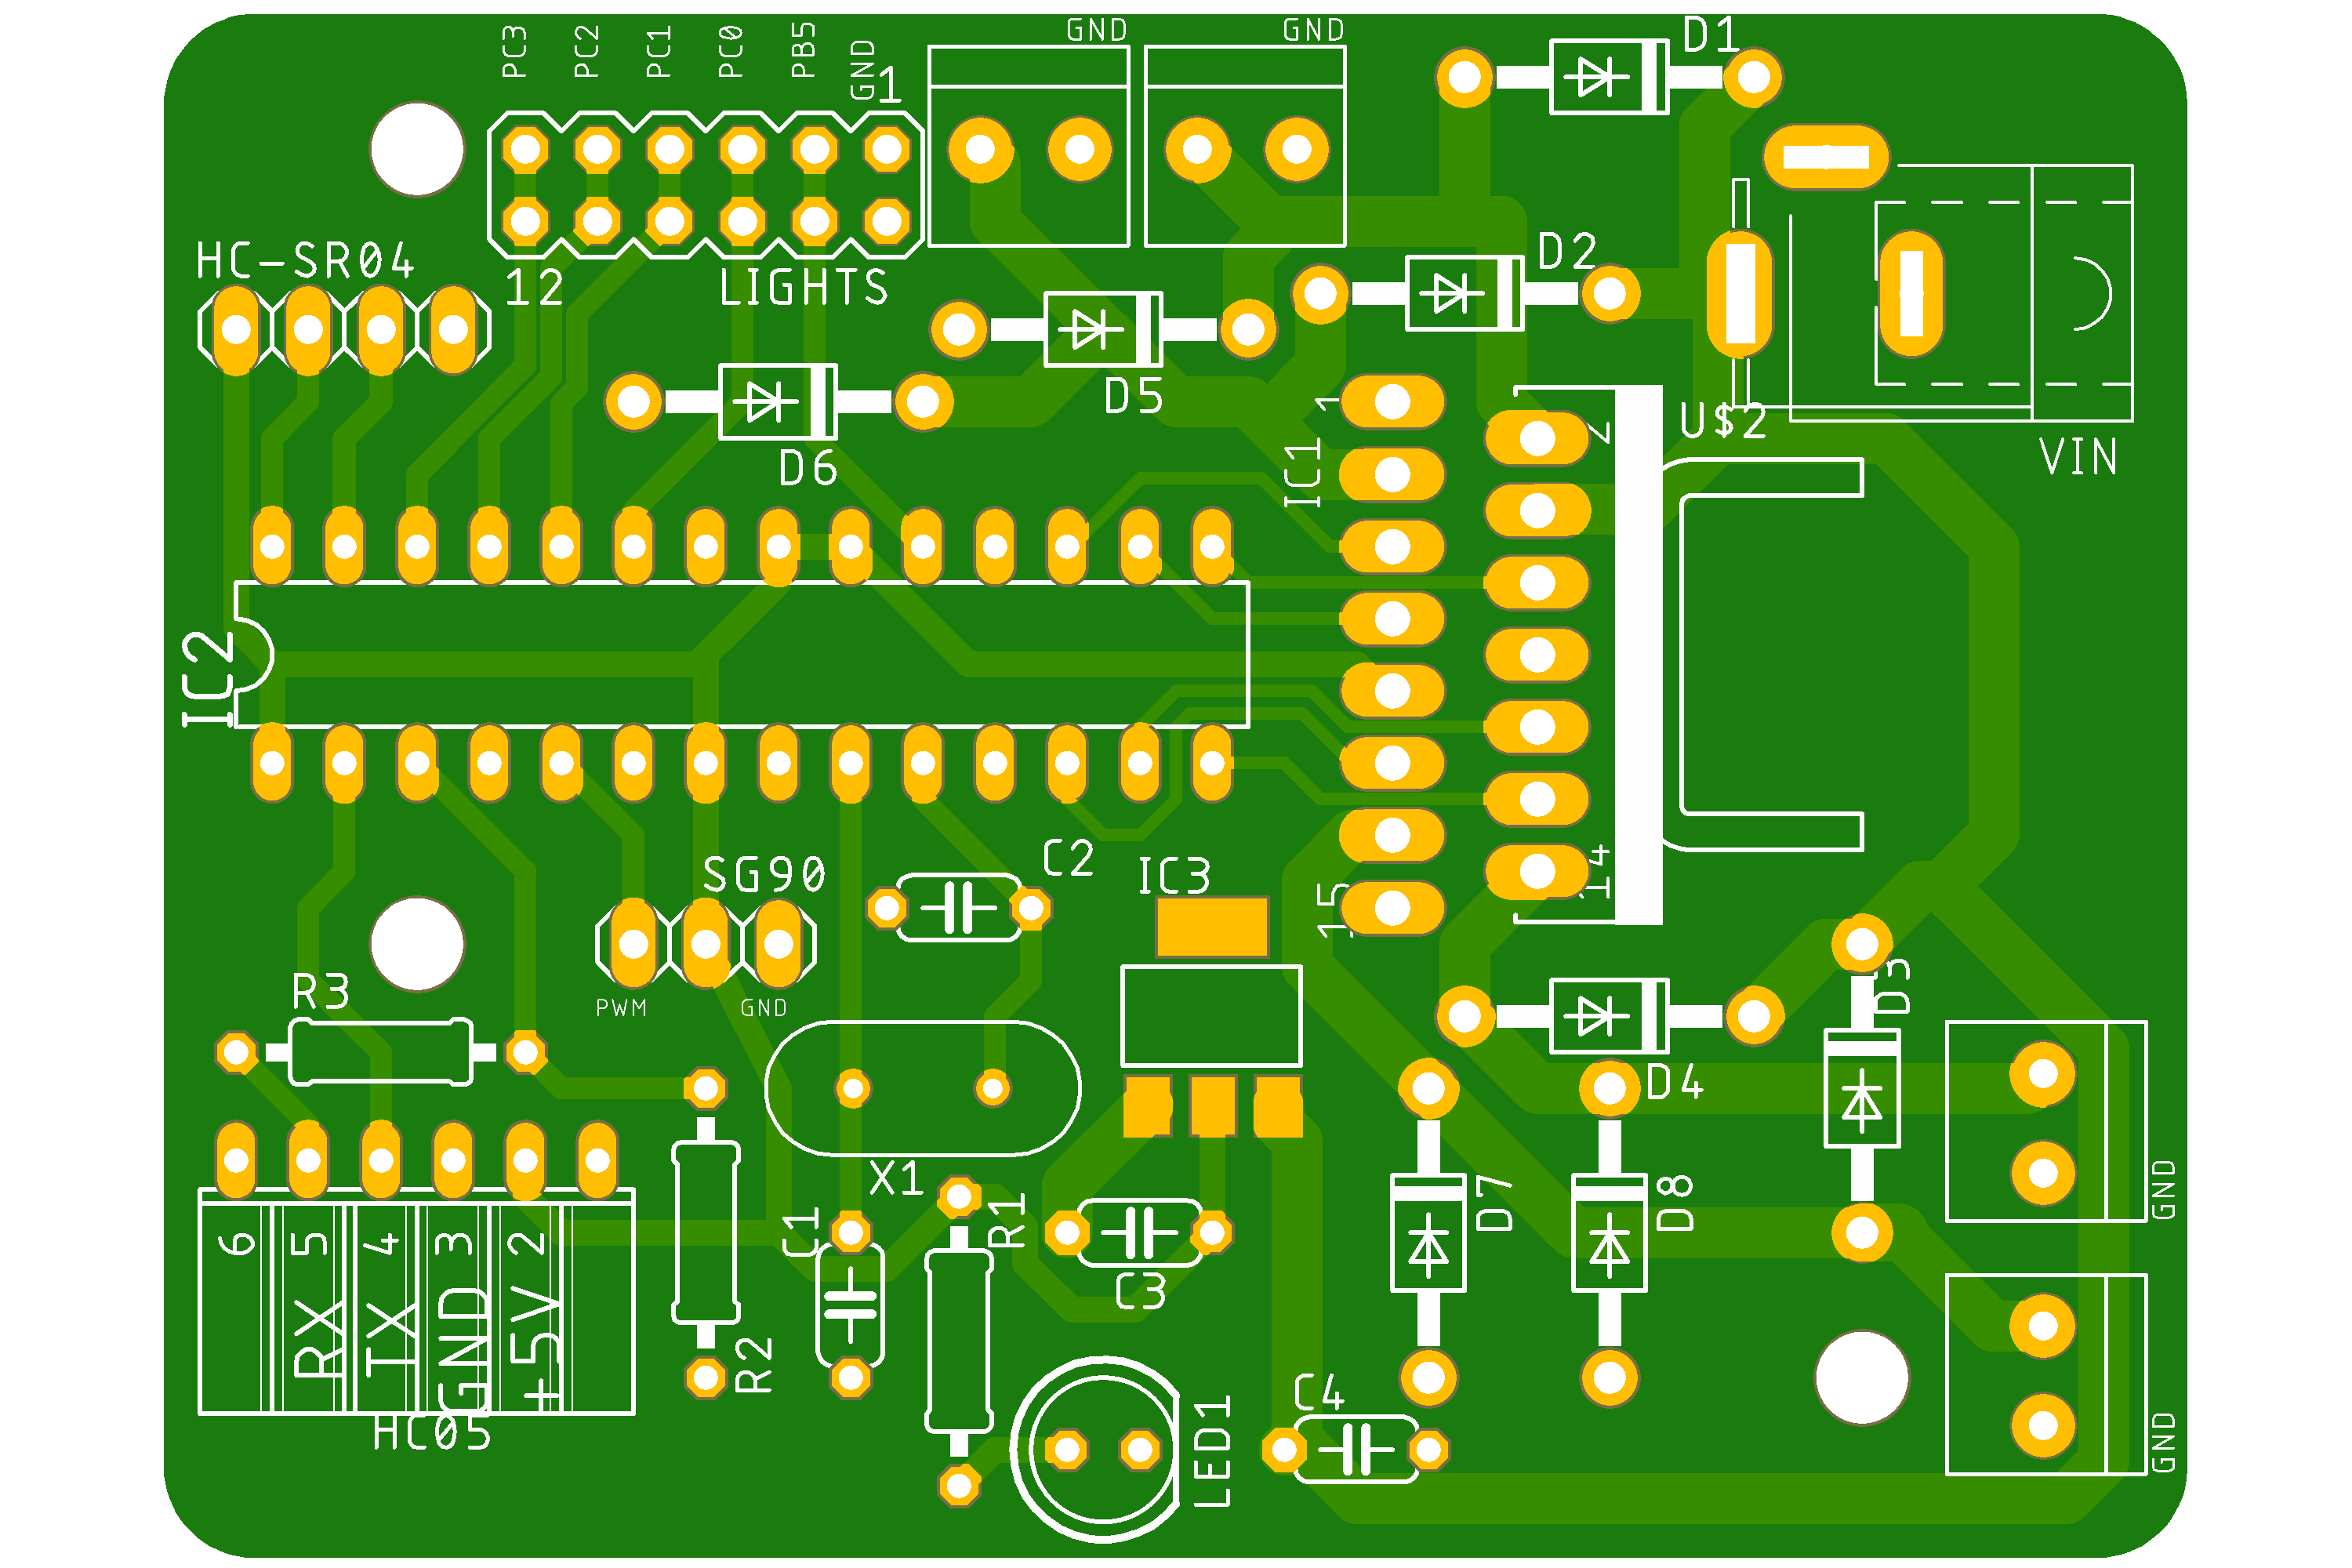 PC3
PC2
PC1
PC0
PB5
GND
1
GND
GND
D1
HC-SR04
12
LIGHTS
D2
D5
D6
1
IC1
2
U$2
VIN
IC2
SG90
C2
IC3
14
15
D3
R3
PWM
GND
D4
X1
R1
C1
C3
D7
D8
GND
6
5
4
3
2
RX
TX
GND
+5V
HC05
R2
LED1
C4
GND